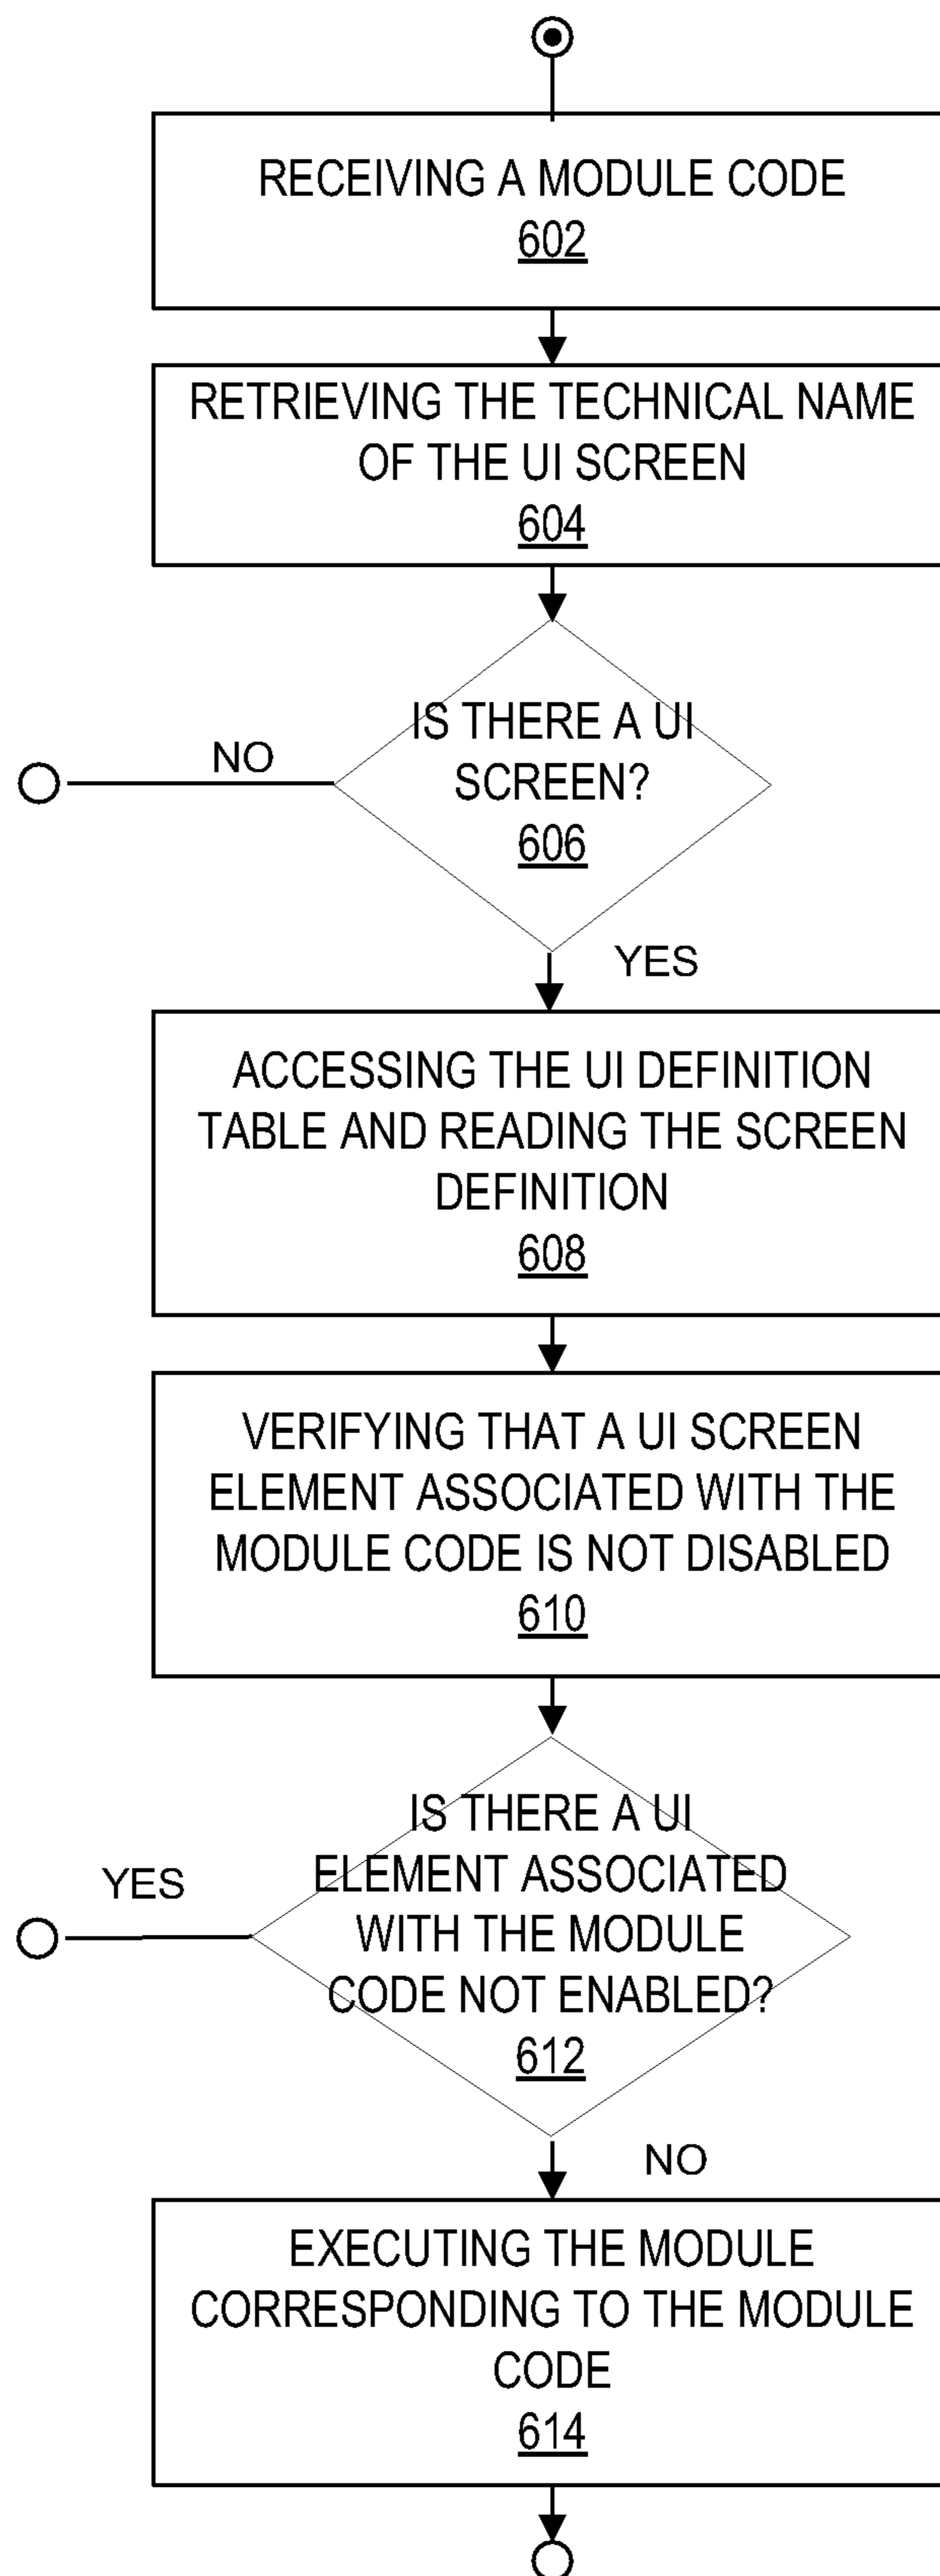 RECEIVING A MODULE CODE
602
RETRIEVING THE TECHNICAL NAME
OF THE UI SCREEN
604
IS THERE A UI
SCREEN?
606
NO
YES
ACCESSING THE UI DEFINITION
TABLE AND READING THE SCREEN
DEFINITION
608
VERIFYING THAT A UI SCREEN
ELEMENT ASSOCIATED WITH THE
MODULE CODE IS NOT DISABLED
610
IS THERE A UI
ELEMENT ASSOCIATED
WITH THE MODULE
CODE NOT ENABLED?
612
YES
NO
EXECUTING THE MODULE
CORRESPONDING TO THE MODULE
CODE
614